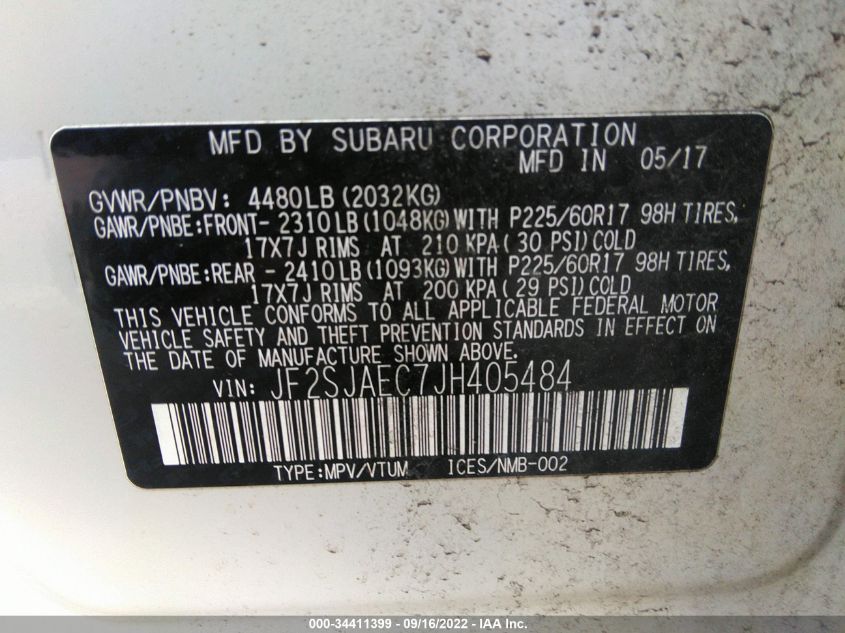 MFD BY SUBARU CORPORATION
MFD IN 05/17
GVWR/PNBV: 4480LB(2032KG)
GAWR/PNBE:FRONT- 2310LB(1048KG)WITH P225/60R17 98H TIRES,
17X7J RIMS AT 210 KPA( 30 PSI)COLD
GAWR/PNBE:REAR - 2410LB(1093KG)WITH P225/60R17 98H TIRES,
17X7J RIMS AT 200 KPA( 29 PSI)COLD
THIS VEHICLE CONFORMS TO ALL APPLICABLE FEDERAL MOTOR
VEHICLE SAFETY AND THEFT PREVENTION STANDARDS IN EFFECT ON
THE DATE OF MANUFACTURE SHOWN ABOVE.
VIN: JF2SJAEC7JH405484
TYPE:MPV/VTUM ICES/NMB-002
000-34411399 - 09/16/2022 - IAA Inc.